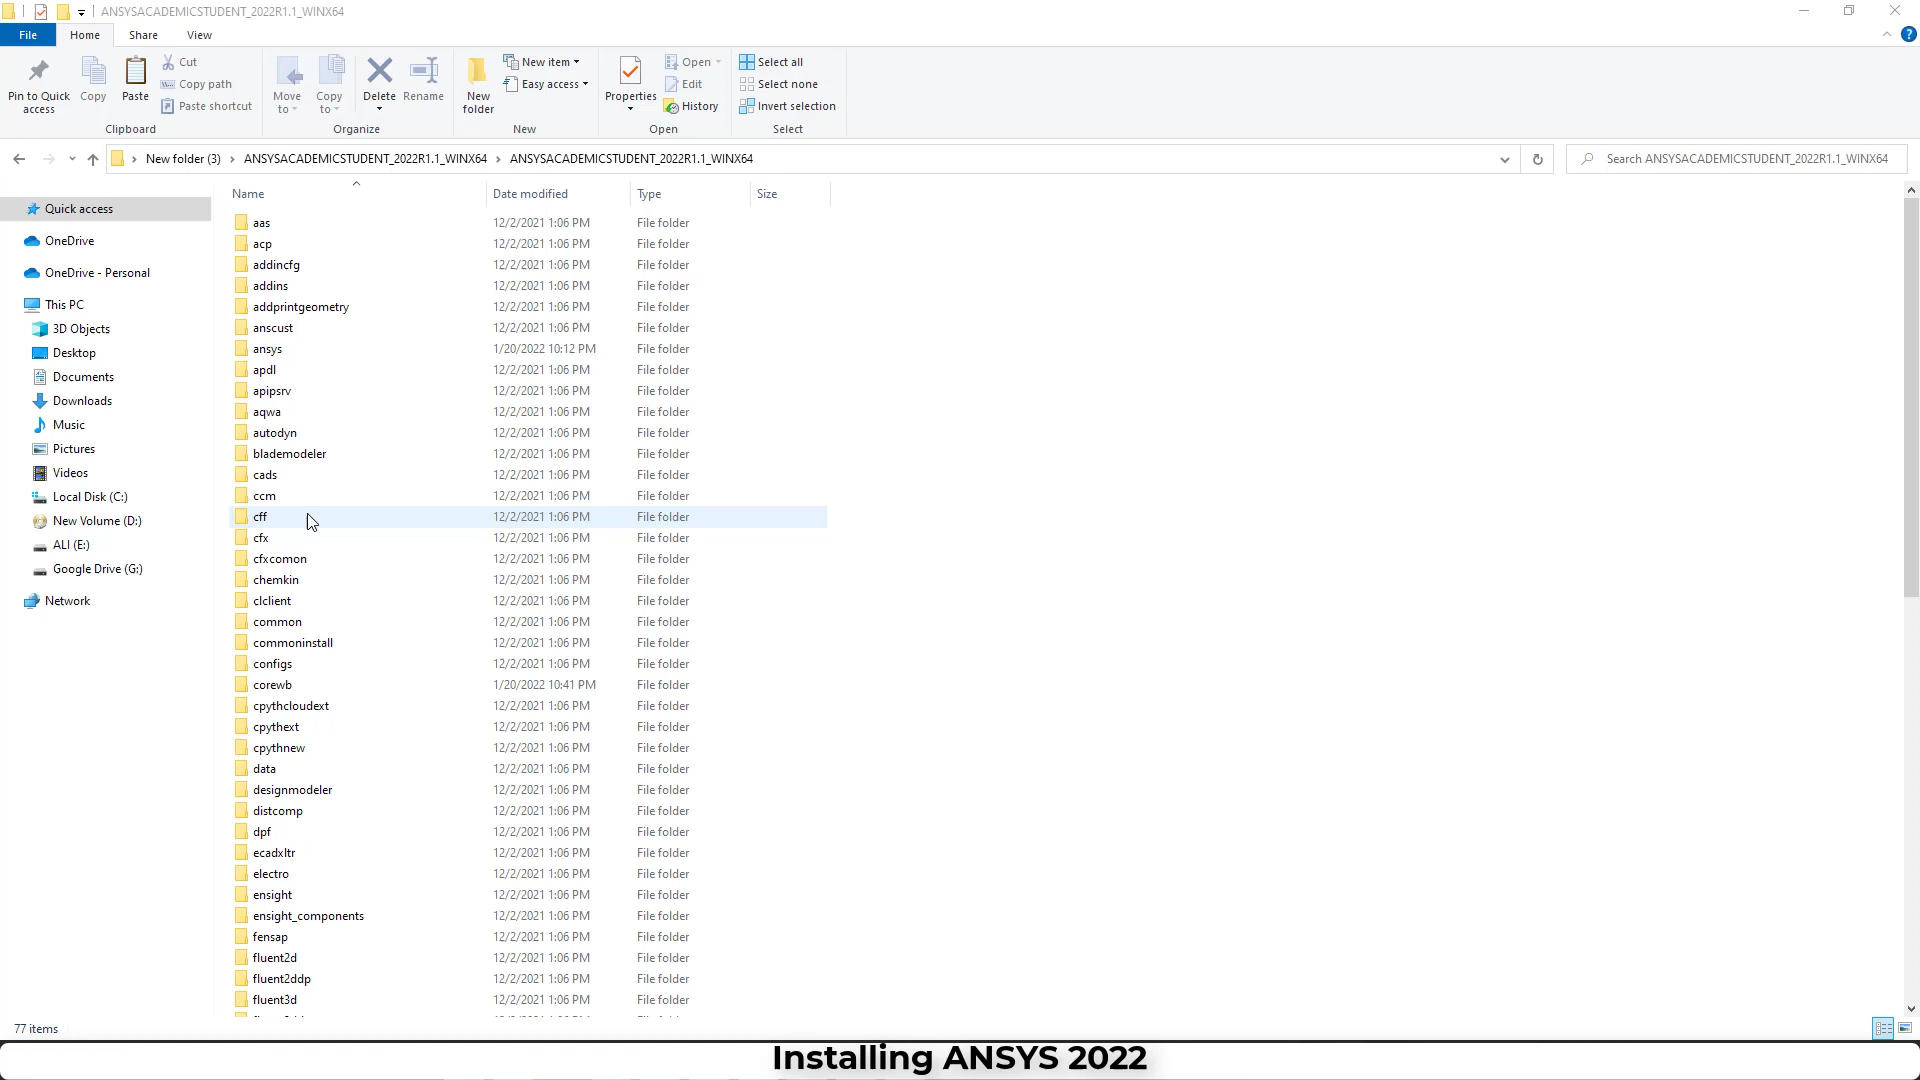 ANSYSACADEMICSTUDENT_2022R1.1_WINX64
File Home Share View
Pin to Quick access
Copy
Paste
Cut
Copy path
Paste shortcut
Clipboard
Move to
Copy to
Delete
Rename
Organize
New folder
New item
Easy access
New
Properties
Open
Edit
History
Open
Select all
Select none
Invert selection
Select
New folder (3) ANSYSACADEMICSTUDENT_2022R1.1_WINX64 ANSYSACADEMICSTUDENT_2022R1.1_WINX64
Search ANSYSACADEMICSTUDENT_2022R1.1_WINX64
Quick access
OneDrive
OneDrive - Personal
This PC
3D Objects
Desktop
Documents
Downloads
Music
Pictures
Videos
Local Disk (C:)
New Volume (D:)
ALI (E:)
Google Drive (G:)
Network
Name Date modified Type Size
aas 12/2/2021 1:06 PM File folder
acp 12/2/2021 1:06 PM File folder
addincfg 12/2/2021 1:06 PM File folder
addins 12/2/2021 1:06 PM File folder
addprintgeometry 12/2/2021 1:06 PM File folder
anscust 12/2/2021 1:06 PM File folder
ansys 1/20/2022 10:12 PM File folder
apdl 12/2/2021 1:06 PM File folder
apipsrv 12/2/2021 1:06 PM File folder
aqwa 12/2/2021 1:06 PM File folder
autodyn 12/2/2021 1:06 PM File folder
blademodeler 12/2/2021 1:06 PM File folder
cads 12/2/2021 1:06 PM File folder
ccm 12/2/2021 1:06 PM File folder
cff 12/2/2021 1:06 PM File folder
cfx 12/2/2021 1:06 PM File folder
cfxcomon 12/2/2021 1:06 PM File folder
chemkin 12/2/2021 1:06 PM File folder
clclient 12/2/2021 1:06 PM File folder
common 12/2/2021 1:06 PM File folder
commoninstall 12/2/2021 1:06 PM File folder
configs 12/2/2021 1:06 PM File folder
corewb 1/20/2022 10:41 PM File folder
cpythcloudext 12/2/2021 1:06 PM File folder
cpythext 12/2/2021 1:06 PM File folder
cpythnew 12/2/2021 1:06 PM File folder
data 12/2/2021 1:06 PM File folder
designmodeler 12/2/2021 1:06 PM File folder
distcomp 12/2/2021 1:06 PM File folder
dpf 12/2/2021 1:06 PM File folder
ecadxltr 12/2/2021 1:06 PM File folder
electro 12/2/2021 1:06 PM File folder
ensight 12/2/2021 1:06 PM File folder
ensight_components 12/2/2021 1:06 PM File folder
fensap 12/2/2021 1:06 PM File folder
fluent2d 12/2/2021 1:06 PM File folder
fluent2ddp 12/2/2021 1:06 PM File folder
fluent3d 12/2/2021 1:06 PM File folder
77 items
Installing ANSYS 2022